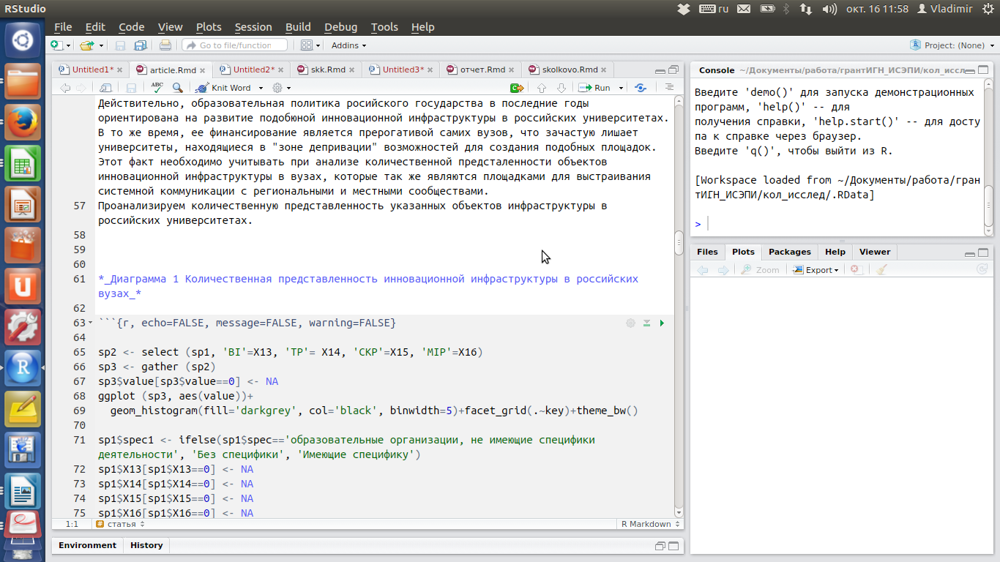 RStudio
ru
окт. 16 11:58
Vladimir
File Edit Code View Plots Session Build Debug Tools Help
Go to file/function
Addins
Project: (None)
Untitled1*
article.Rmd
Untitled2*
skk.Rmd
Untitled3*
отчет.Rmd
skolkovo.Rmd
ABC
Knit Word
Run
Действительно, образовательная политика росийского государства в последние годы
ориентирована на развитие подобюной инновационной инфраструктуры в российских университетах.
В то же время, ее финансирование является прерогативой самих вузов, что зачастую лишает
университеты, находящиеся в "зоне депривации" возможностей для создания подобных площадок.
Этот факт необходимо учитывать при анализе количественной предсталенности объектов
инновационной инфраструктуры в вузах, которые так же являются площадками для выстраивания
системной коммуникации с региональными и местными сообществами.
57 Проанализируем количественную представленность указанных объектов инфраструктуры в
российских университетах.
58
59
60
61 *_Диаграмма 1 Количественная представленность инновационной инфраструктуры в российских
вузах_*
62
63 ```{r, echo=FALSE, message=FALSE, warning=FALSE}
64
65 sp2 <- select (sp1, 'BI'=X13, 'TP'= X14, 'CKP'=X15, 'MIP'=X16)
66 sp3 <- gather (sp2)
67 sp3$value[sp3$value==0] <- NA
68 ggplot (sp3, aes(value))+
69 geom_histogram(fill='darkgrey', col='black', binwidth=5)+facet_grid(.~key)+theme_bw()
70
71 sp1$spec1 <- ifelse(sp1$spec=='образовательные организации, не имеющие специфики
деятельности', 'Без специфики', 'Имеющие специфику')
72 sp1$X13[sp1$X13==0] <- NA
73 sp1$X14[sp1$X14==0] <- NA
74 sp1$X15[sp1$X15==0] <- NA
75 sp1$X16[sp1$X16==0] <- NA
1:1
статья
R Markdown
Environment
History
Console ~/Документы/работа/грантИГН_ИСЭПИ/кол_иссл
Введите 'demo()' для запуска демонстрационных
программ, 'help()' -- для
получения справки, 'help.start()' -- для досту
па к справке через браузер.
Введите 'q()', чтобы выйти из R.
[Workspace loaded from ~/Документы/работа/гран
тИГН_ИСЭПИ/кол_исслед/.RData]
>
Files Plots Packages Help Viewer
Zoom
Export